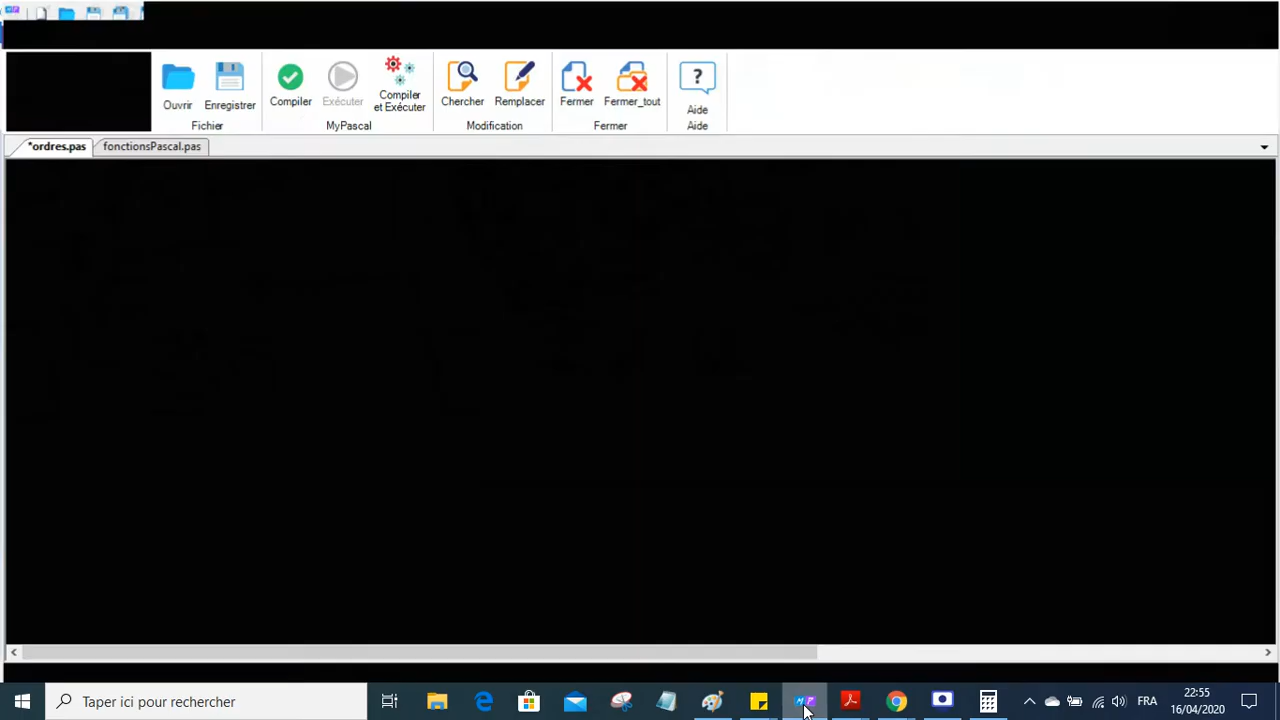 Ouvrir Enregistrer Compiler Exécuter Compiler et Exécuter Chercher Remplacer Fermer Fermer_tout Aide
Fichier MyPascal Modification Fermer Aide
*ordres.pas fonctionsPascal.pas
Taper ici pour rechercher
FRA
22:55
16/04/2020